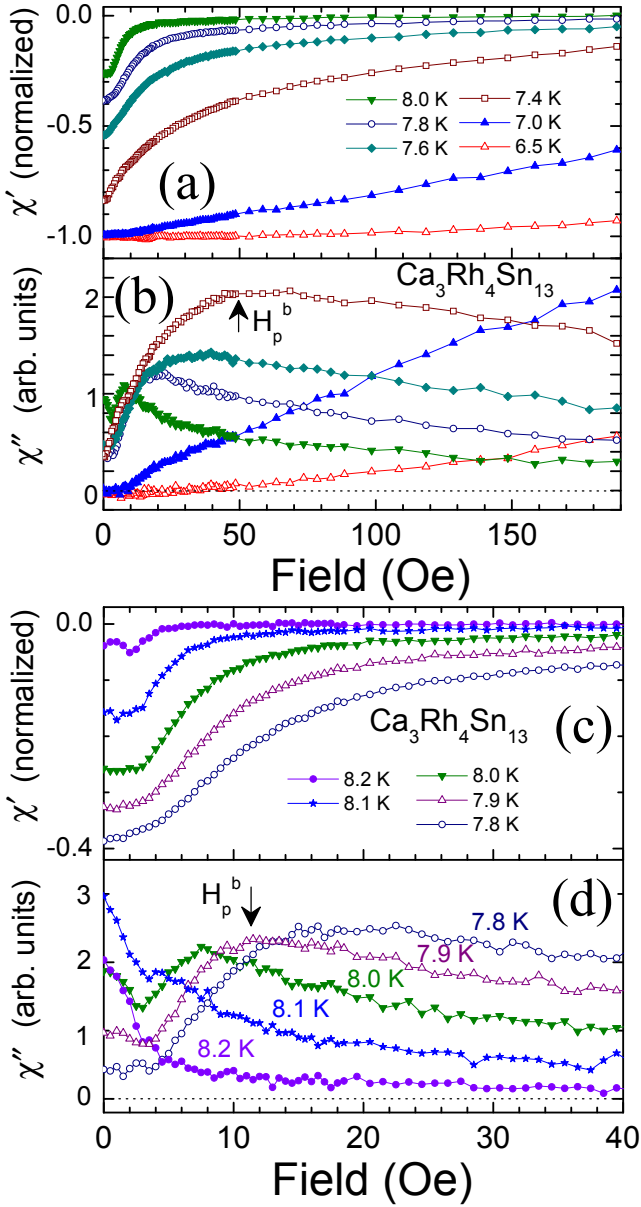 0.0
-0.5
-1.0
χ′ (normalized)
(a)
8.0 K
7.8 K
7.6 K
7.4 K
7.0 K
6.5 K
(b)
Ca3Rh4Sn13
Hpb
2
1
0
χ″ (arb. units)
0 50 100 150
Field (Oe)
0.0
-0.4
χ′ (normalized)
Ca3Rh4Sn13
(c)
8.2 K
8.1 K
8.0 K
7.9 K
7.8 K
3
2
1
0
χ″ (arb. units)
Hpb
(d)
7.8 K
7.9 K
8.0 K
8.1 K
8.2 K
0 10 20 30 40
Field (Oe)